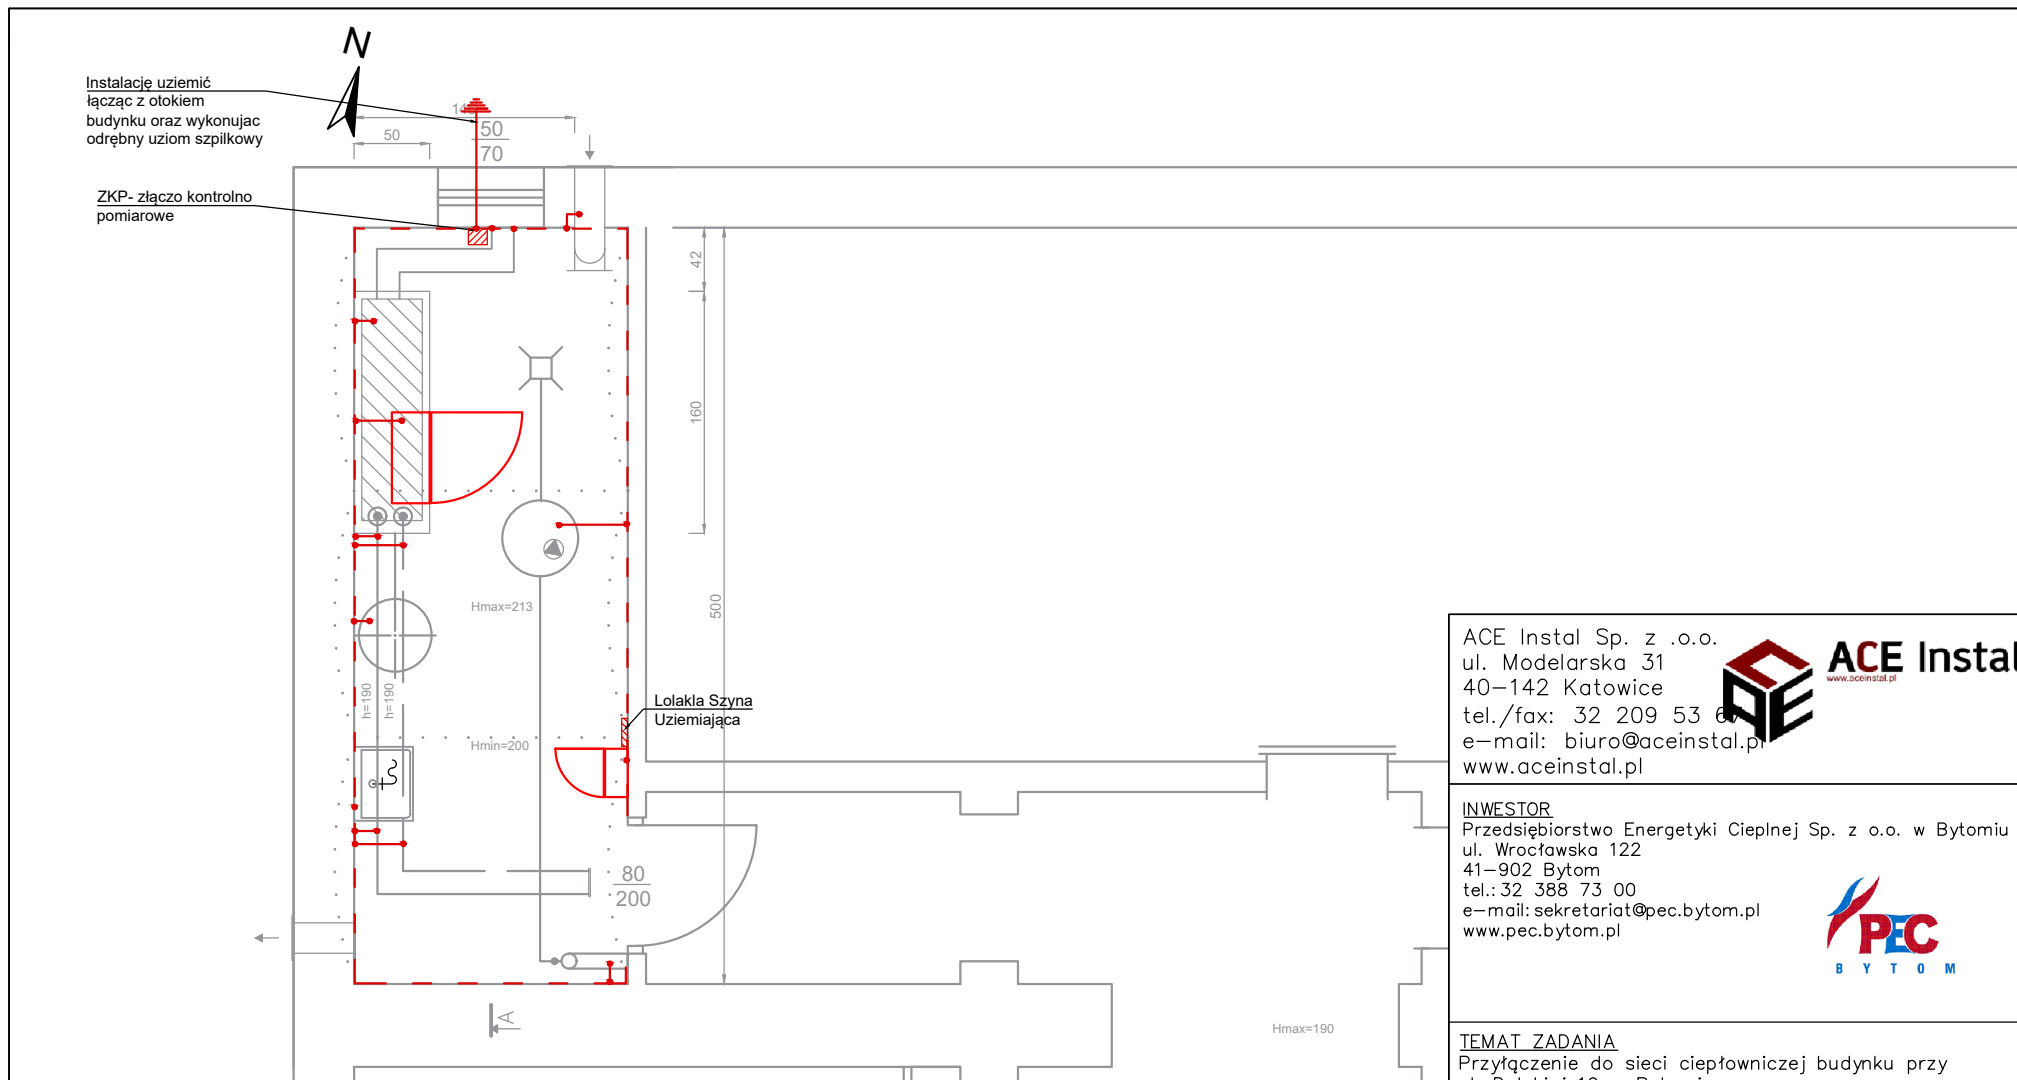 N
Instalację uziemić
łącząc z otokiem
budynku oraz wykonujac
odrębny uziom szpilkowy
50
50
70
ZKP- złączo kontrolno
pomiarowe
42
160
500
Hmax=213
h=190
h=190
Hmin=200
Lolakla Szyna
Uziemiająca
80
200
A
Hmax=190
ACE Instal Sp. z .o.o.
ul. Modelarska 31
40-142 Katowice
tel./fax: 32 209 53
e-mail: biuro@aceinstal.pl
www.aceinstal.pl
ACE Instal
www.aceinstal.pl
INWESTOR
Przedsiębiorstwo Energetyki Cieplnej Sp. z o.o. w Bytomiu
ul. Wrocławska 122
41-902 Bytom
tel.: 32 388 73 00
e-mail: sekretariat@pec.bytom.pl
www.pec.bytom.pl
PEC
BYTOM
TEMAT ZADANIA
Przyłączenie do sieci ciepłowniczej budynku przy